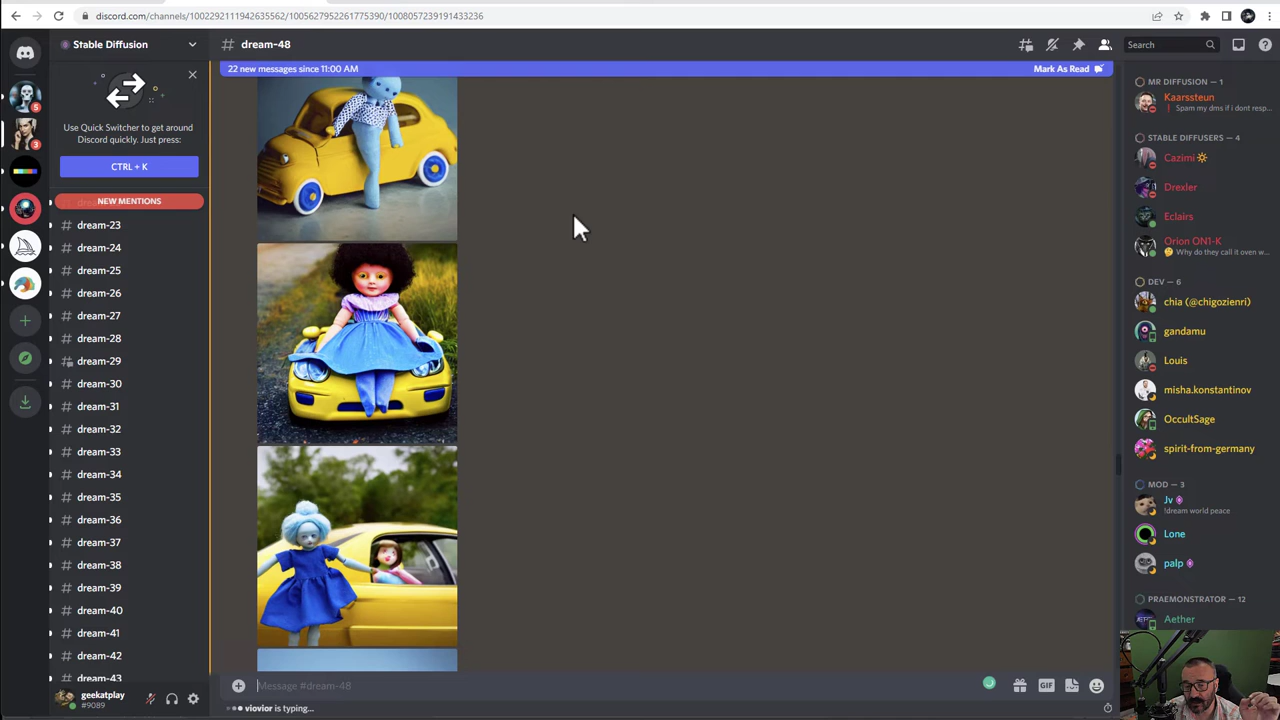 discord.com/channels/1002292111942635562/1005627952261775390/1008057239191433236
Stable Diffusion
dream-48
Search
22 new messages since 11:00 AM
Mark As Read
Use Quick Switcher to get around
Discord quickly. Just press:
CTRL + K
NEW MENTIONS
dream-23
dream-24
dream-25
dream-26
dream-27
dream-28
dream-29
dream-30
dream-31
dream-32
dream-33
dream-34
dream-35
dream-36
dream-37
dream-38
dream-39
dream-40
dream-41
dream-42
dream-43
geekatplay
#9089
5
3
Message #dream-48
GIF
viovior is typing...
MR DIFFUSION — 1
Kaarssteun
Spam my dms if i dont resp...
STABLE DIFFUSERS — 4
Cazimi
Drexler
Eclairs
Orion ON1-K
Why do they call it oven w...
DEV — 6
chia (@chigozienri)
gandamu
Louis
misha.konstantinov
OccultSage
spirit-from-germany
MOD — 3
Jv
!dream world peace
Lone
palp
PRAEMONSTRATOR — 12
Aether